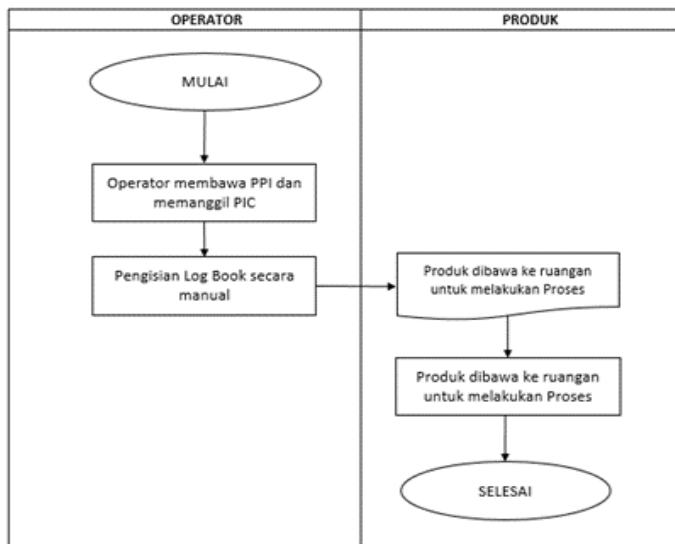 OPERATOR
PRODUK
MULAI
Operator membawa PPI dan
memanggil PIC
Pengisian Log Book secara
manual
Produk dibawa ke ruangan
untuk melakukan Proses
Produk dibawa ke ruangan
untuk melakukan Proses
SELESAI